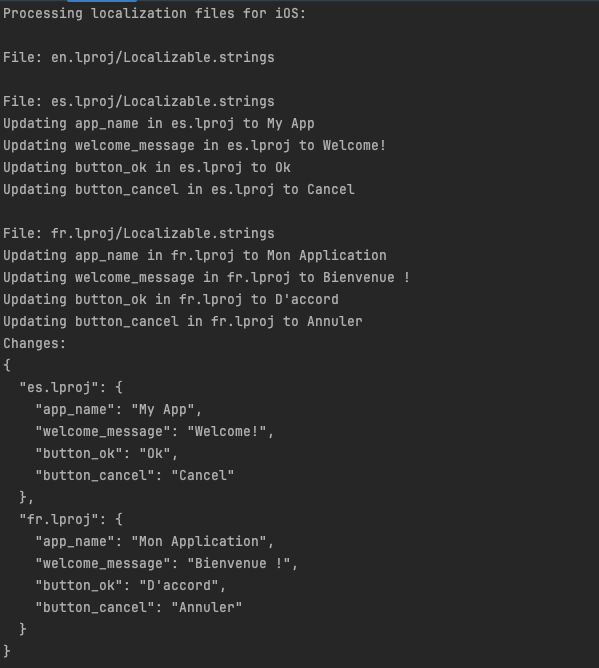 Processing localization files for iOS:

File: en.lproj/Localizable.strings

File: es.lproj/Localizable.strings
Updating app_name in es.lproj to My App
Updating welcome_message in es.lproj to Welcome!
Updating button_ok in es.lproj to Ok
Updating button_cancel in es.lproj to Cancel

File: fr.lproj/Localizable.strings
Updating app_name in fr.lproj to Mon Application
Updating welcome_message in fr.lproj to Bienvenue !
Updating button_ok in fr.lproj to D'accord
Updating button_cancel in fr.lproj to Annuler
Changes:
{
  "es.lproj": {
    "app_name": "My App",
    "welcome_message": "Welcome!",
    "button_ok": "Ok",
    "button_cancel": "Cancel"
  },
  "fr.lproj": {
    "app_name": "Mon Application",
    "welcome_message": "Bienvenue !",
    "button_ok": "D'accord",
    "button_cancel": "Annuler"
  }
}